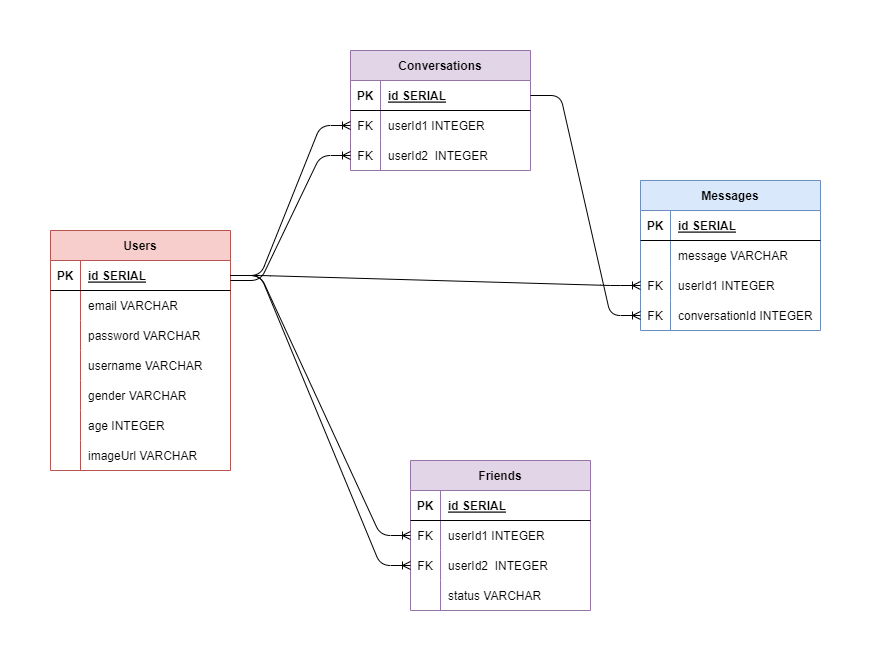 Conversations
PK id SERIAL
FK userId1 INTEGER
FK userId2  INTEGER
Messages
PK id SERIAL
message VARCHAR
FK userId1 INTEGER
FK conversationId INTEGER
Users
PK id SERIAL
email VARCHAR
password VARCHAR
username VARCHAR
gender VARCHAR
age INTEGER
imageUrl VARCHAR
Friends
PK id SERIAL
FK userId1 INTEGER
FK userId2  INTEGER
status VARCHAR